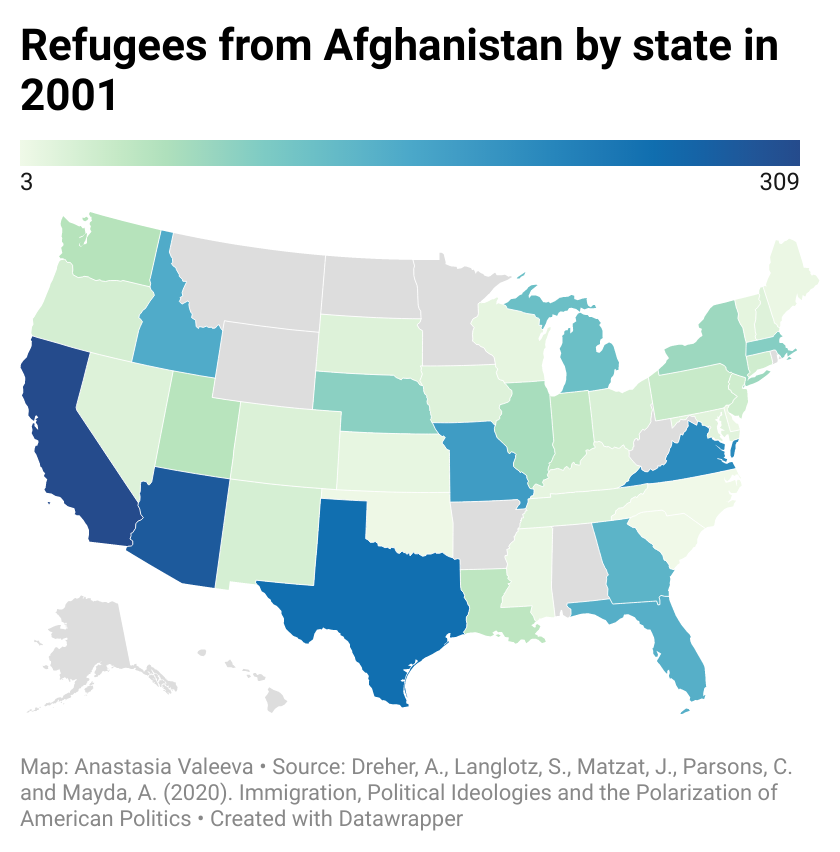 Refugees from Afghanistan by state in
2001
3
309
Map: Anastasia Valeeva • Source: Dreher, A., Langlotz, S., Matzat, J., Parsons, C.
and Mayda, A. (2020). Immigration, Political Ideologies and the Polarization of
American Politics • Created with Datawrapper